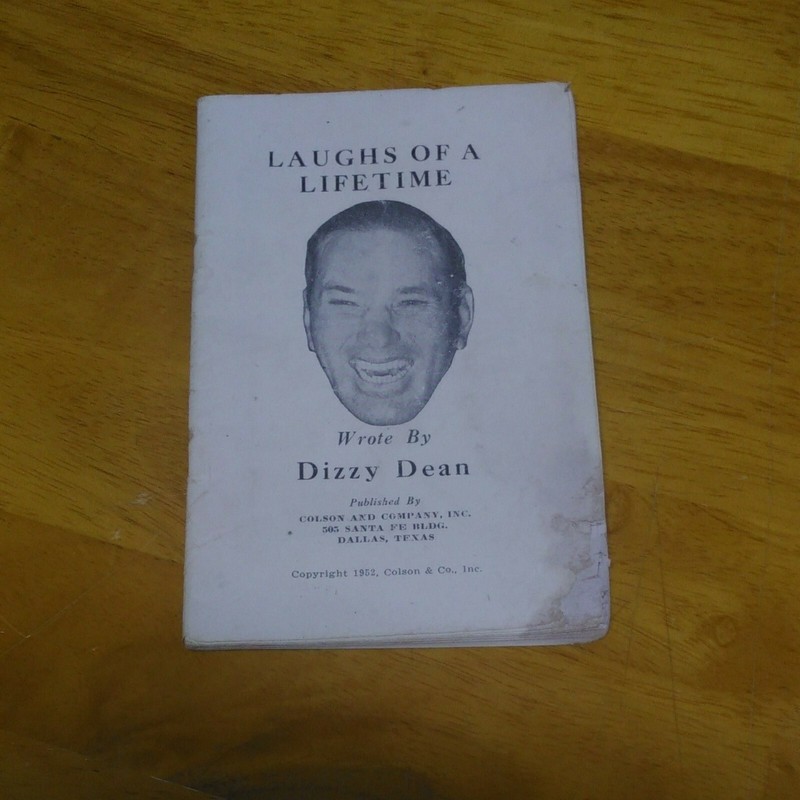 LAUGHS OF A
LIFETIME
Wrote By
Dizzy Dean
Published By
COLSON AND COMPANY, INC.
505 SANTA FE BLDG.
DALLAS, TEXAS
Copyright 1952, Colson & Co., Inc.